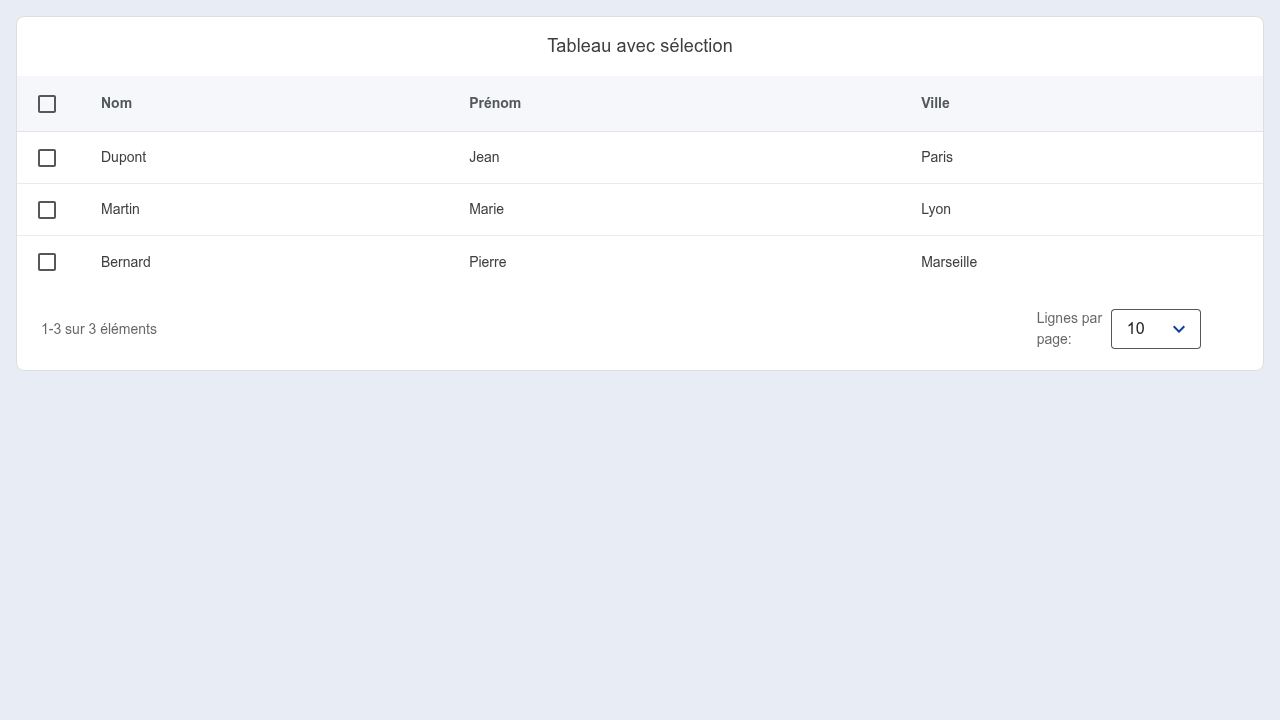 Tableau avec sélection
Nom Prénom Ville
Dupont Jean Paris
Martin Marie Lyon
Bernard Pierre Marseille
1-3 sur 3 éléments
Lignes par
page:
10